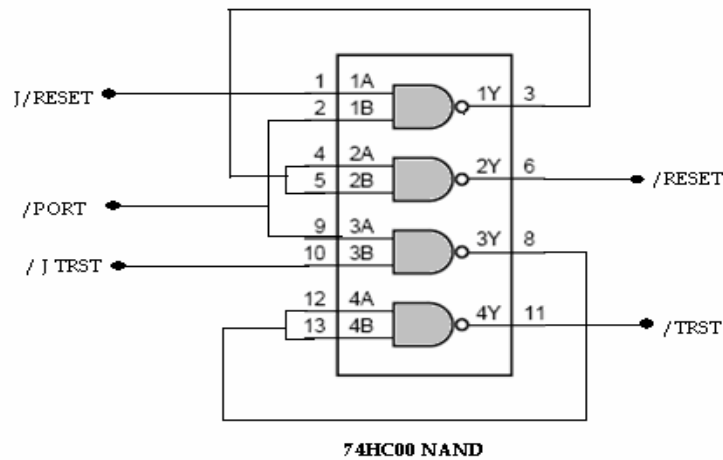 J/RESET 1 1A 1Y 3
2 1B
4 2A 2Y 6 /RESET
5 2B
/PORT
9 3A 3Y 8
/ J TRST 10 3B
12 4A 4Y 11 /TRST
13 4B
74HC00 NAND